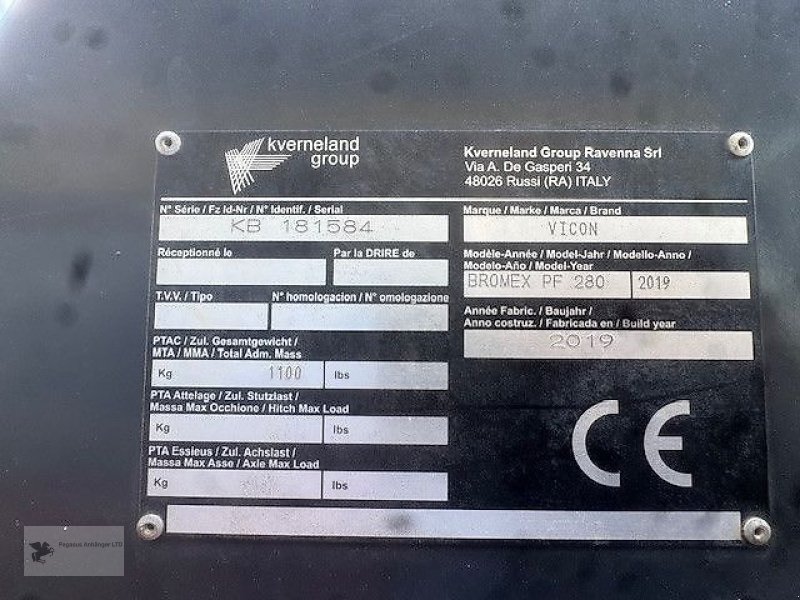 kverneland
group
Kverneland Group Ravenna Srl
Via A. De Gasperi 34
48026 Russi (RA) ITALY
N° Série / Fz Id-Nr / N° Identif. / Serial
KB 181584
Marque / Marke / Marca / Brand
VICON
Réceptionné le
Par la DRIRE de
Modèle-Année / Model-Jahr / Modello-Anno /
Modelo-Año / Model-Year
BROMEX PF 280
2019
T.V.V. / Tipo
N° homologacion / N° omologazione
Année Fabric. / Baujahr /
Anno costruz. / Fabricada en / Build year
2019
PTAC / Zul. Gesamtgewicht /
MTA / MMA / Total Adm. Mass
Kg 1100 lbs
PTA Attelage / Zul. Stutzlast /
Massa Max Occhione / Hitch Max Load
Kg lbs
PTA Essieus / Zul. Achslast /
Massa Max Asse / Axle Max Load
Kg lbs
CE
Pegasus Anhänger LTD